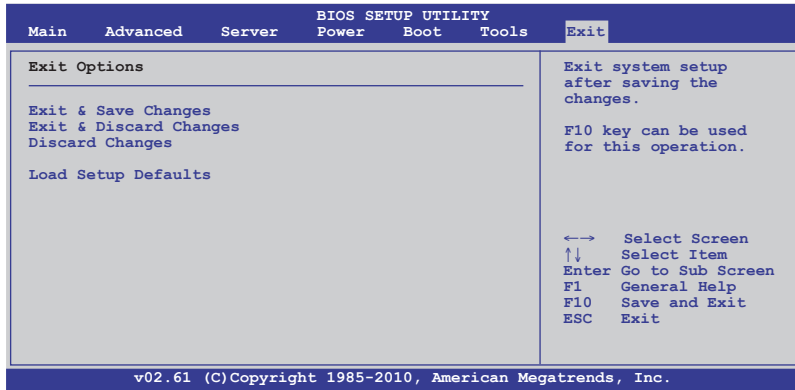 BIOS SETUP UTILITY
Main Advanced Server Power Boot Tools Exit
Exit Options
Exit & Save Changes
Exit & Discard Changes
Discard Changes
Load Setup Defaults
Exit system setup
after saving the
changes.
F10 key can be used
for this operation.
←→ Select Screen
↑↓ Select Item
Enter Go to Sub Screen
F1 General Help
F10 Save and Exit
ESC Exit
v02.61 (C)Copyright 1985-2010, American Megatrends, Inc.